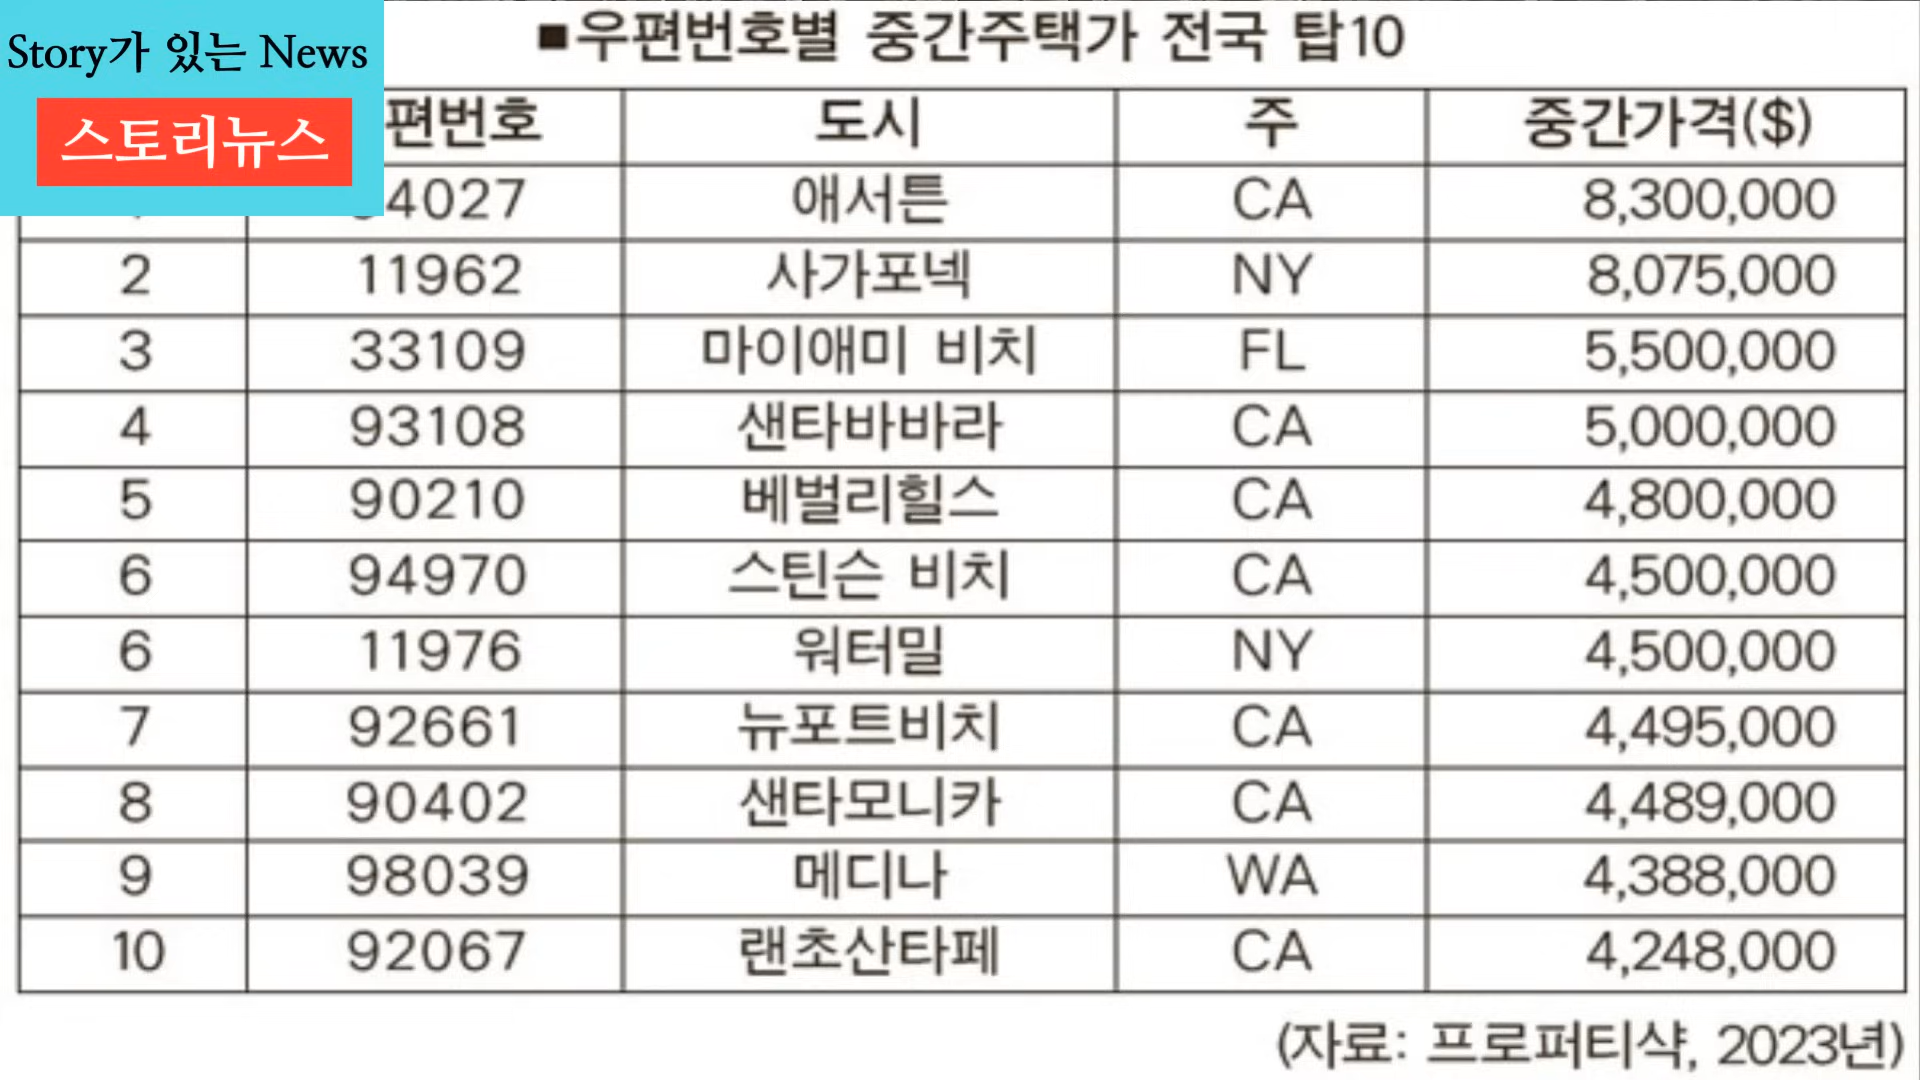 Story가 있는 News
스토리뉴스
■우편번호별 중간주택가 전국 탑10
편번호 도시 주 중간가격($)
4027 애서튼 CA 8,300,000
2 11962 사가포넥 NY 8,075,000
3 33109 마이애미 비치 FL 5,500,000
4 93108 샌타바바라 CA 5,000,000
5 90210 베벌리힐스 CA 4,800,000
6 94970 스틴슨 비치 CA 4,500,000
6 11976 워터밀 NY 4,500,000
7 92661 뉴포트비치 CA 4,495,000
8 90402 샌타모니카 CA 4,489,000
9 98039 메디나 WA 4,388,000
10 92067 랜초산타페 CA 4,248,000
(자료: 프로퍼티샥, 2023년)